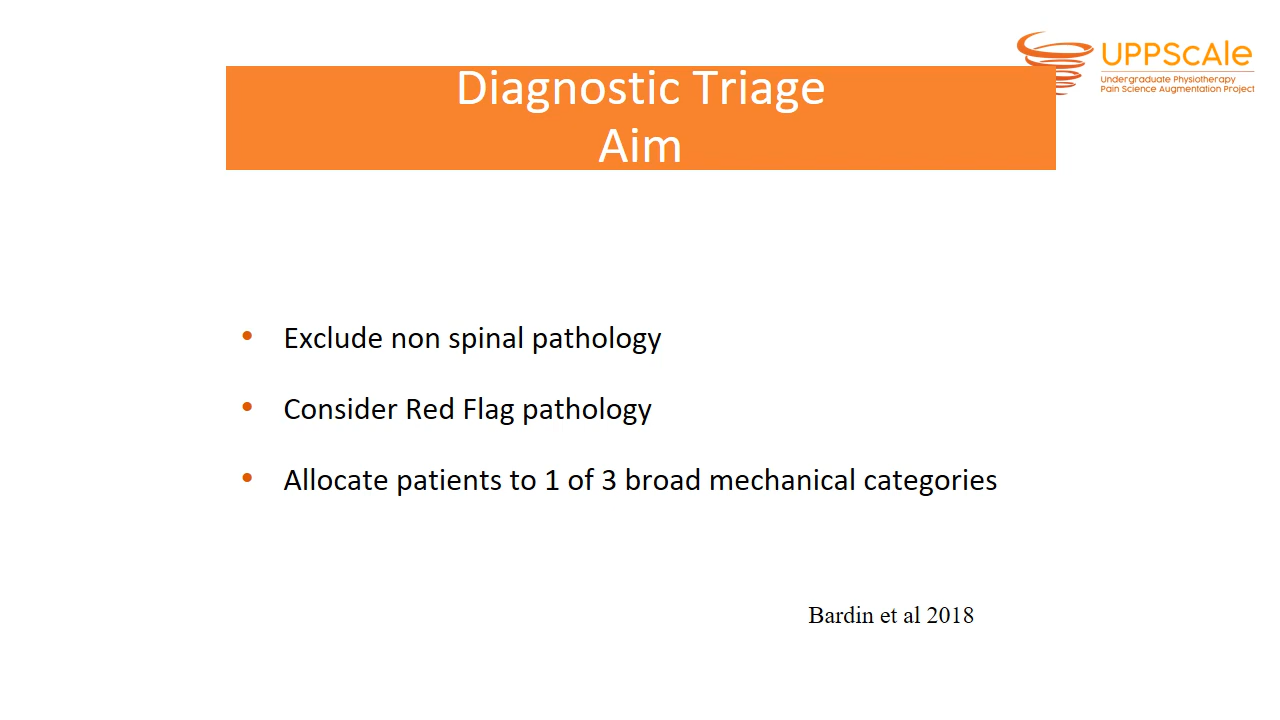 UPPScAle
Undergraduate Physiotherapy
Pain Science Augmentation Project
Diagnostic Triage
Aim
• Exclude non spinal pathology
• Consider Red Flag pathology
• Allocate patients to 1 of 3 broad mechanical categories
Bardin et al 2018